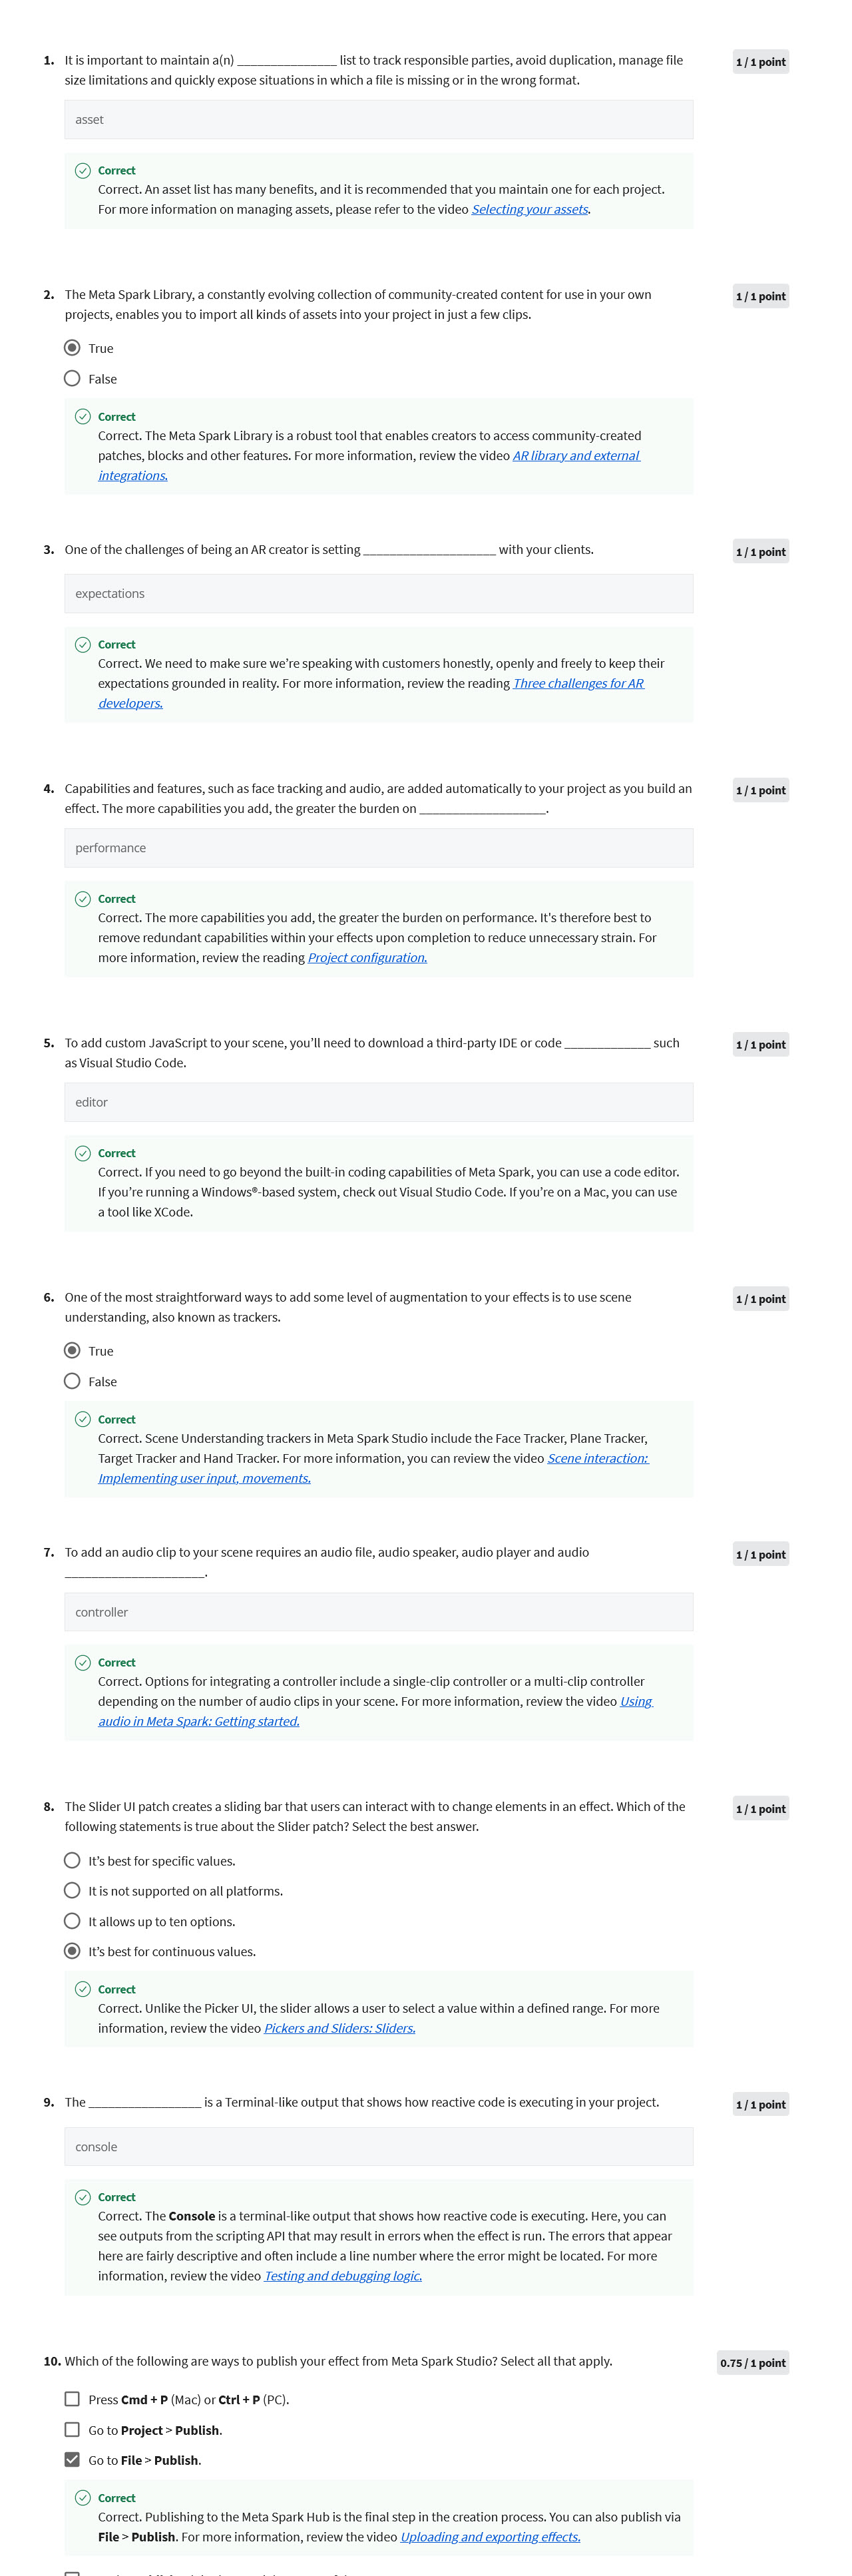 1. It is important to maintain a(n) _______________ list to track responsible parties, avoid duplication, manage file
size limitations and quickly expose situations in which a file is missing or in the wrong format.
1 / 1 point
asset
Correct
Correct. An asset list has many benefits, and it is recommended that you maintain one for each project.
For more information on managing assets, please refer to the video Selecting your assets.
2. The Meta Spark Library, a constantly evolving collection of community-created content for use in your own
projects, enables you to import all kinds of assets into your project in just a few clips.
1 / 1 point
True
False
Correct
Correct. The Meta Spark Library is a robust tool that enables creators to access community-created
patches, blocks and other features. For more information, review the video AR library and external
integrations.
3. One of the challenges of being an AR creator is setting ____________________ with your clients.
1 / 1 point
expectations
Correct
Correct. We need to make sure we’re speaking with customers honestly, openly and freely to keep their
expectations grounded in reality. For more information, review the reading Three challenges for AR
developers.
4. Capabilities and features, such as face tracking and audio, are added automatically to your project as you build an
effect. The more capabilities you add, the greater the burden on ___________________.
1 / 1 point
performance
Correct
Correct. The more capabilities you add, the greater the burden on performance. It's therefore best to
remove redundant capabilities within your effects upon completion to reduce unnecessary strain. For
more information, review the reading Project configuration.
5. To add custom JavaScript to your scene, you’ll need to download a third-party IDE or code _____________ such
as Visual Studio Code.
1 / 1 point
editor
Correct
Correct. If you need to go beyond the built-in coding capabilities of Meta Spark, you can use a code editor.
If you’re running a Windows®-based system, check out Visual Studio Code. If you’re on a Mac, you can use
a tool like XCode.
6. One of the most straightforward ways to add some level of augmentation to your effects is to use scene
understanding, also known as trackers.
1 / 1 point
True
False
Correct
Correct. Scene Understanding trackers in Meta Spark Studio include the Face Tracker, Plane Tracker,
Target Tracker and Hand Tracker. For more information, you can review the video Scene interaction:
Implementing user input, movements.
7. To add an audio clip to your scene requires an audio file, audio speaker, audio player and audio
_____________________.
1 / 1 point
controller
Correct
Correct. Options for integrating a controller include a single-clip controller or a multi-clip controller
depending on the number of audio clips in your scene. For more information, review the video Using
audio in Meta Spark: Getting started.
8. The Slider UI patch creates a sliding bar that users can interact with to change elements in an effect. Which of the
following statements is true about the Slider patch? Select the best answer.
1 / 1 point
It’s best for specific values.
It is not supported on all platforms.
It allows up to ten options.
It’s best for continuous values.
Correct
Correct. Unlike the Picker UI, the slider allows a user to select a value within a defined range. For more
information, review the video Pickers and Sliders: Sliders.
9. The _________________ is a Terminal-like output that shows how reactive code is executing in your project.
1 / 1 point
console
Correct
Correct. The Console is a terminal-like output that shows how reactive code is executing. Here, you can
see outputs from the scripting API that may result in errors when the effect is run. The errors that appear
here are fairly descriptive and often include a line number where the error might be located. For more
information, review the video Testing and debugging logic.
10. Which of the following are ways to publish your effect from Meta Spark Studio? Select all that apply.
0.75 / 1 point
Press Cmd + P (Mac) or Ctrl + P (PC).
Go to Project > Publish.
Go to File > Publish.
Correct
Correct. Publishing to the Meta Spark Hub is the final step in the creation process. You can also publish via
File > Publish. For more information, review the video Uploading and exporting effects.